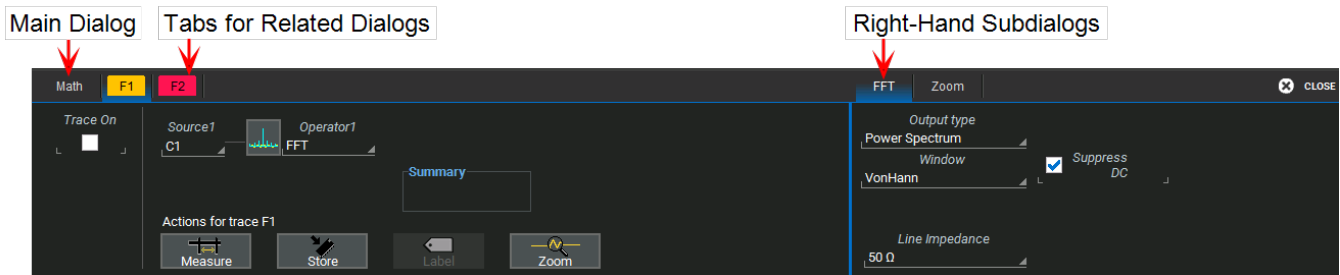 Main Dialog
Tabs for Related Dialogs
Right-Hand Subdialogs
Math
F1
F2
FFT
Zoom
CLOSE
Trace On
Source1
C1
Operator1
FFT
Summary
Actions for trace F1
Measure
Store
Label
Zoom
Output type
Power Spectrum
Window
VonHann
Suppress
DC
Line Impedance
50 Ω